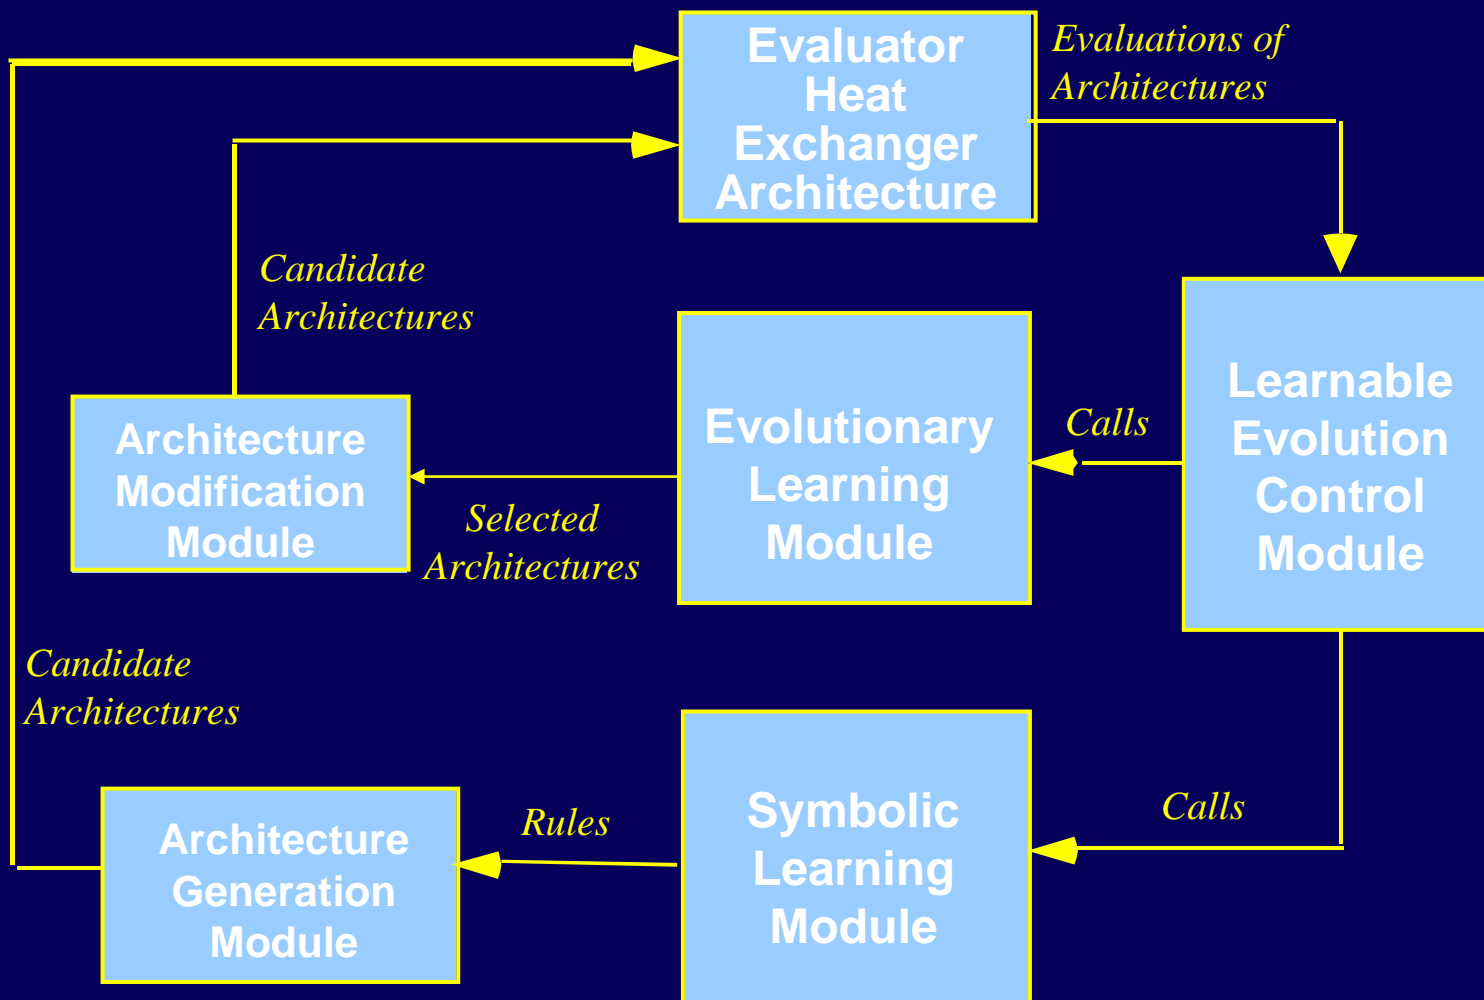 Evaluator
Heat
Exchanger
Architecture
Evaluations of
Architectures
Candidate
Architectures
Architecture
Modification
Module
Selected
Architectures
Evolutionary
Learning
Module
Calls
Learnable
Evolution
Control
Module
Candidate
Architectures
Architecture
Generation
Module
Rules
Symbolic
Learning
Module
Calls